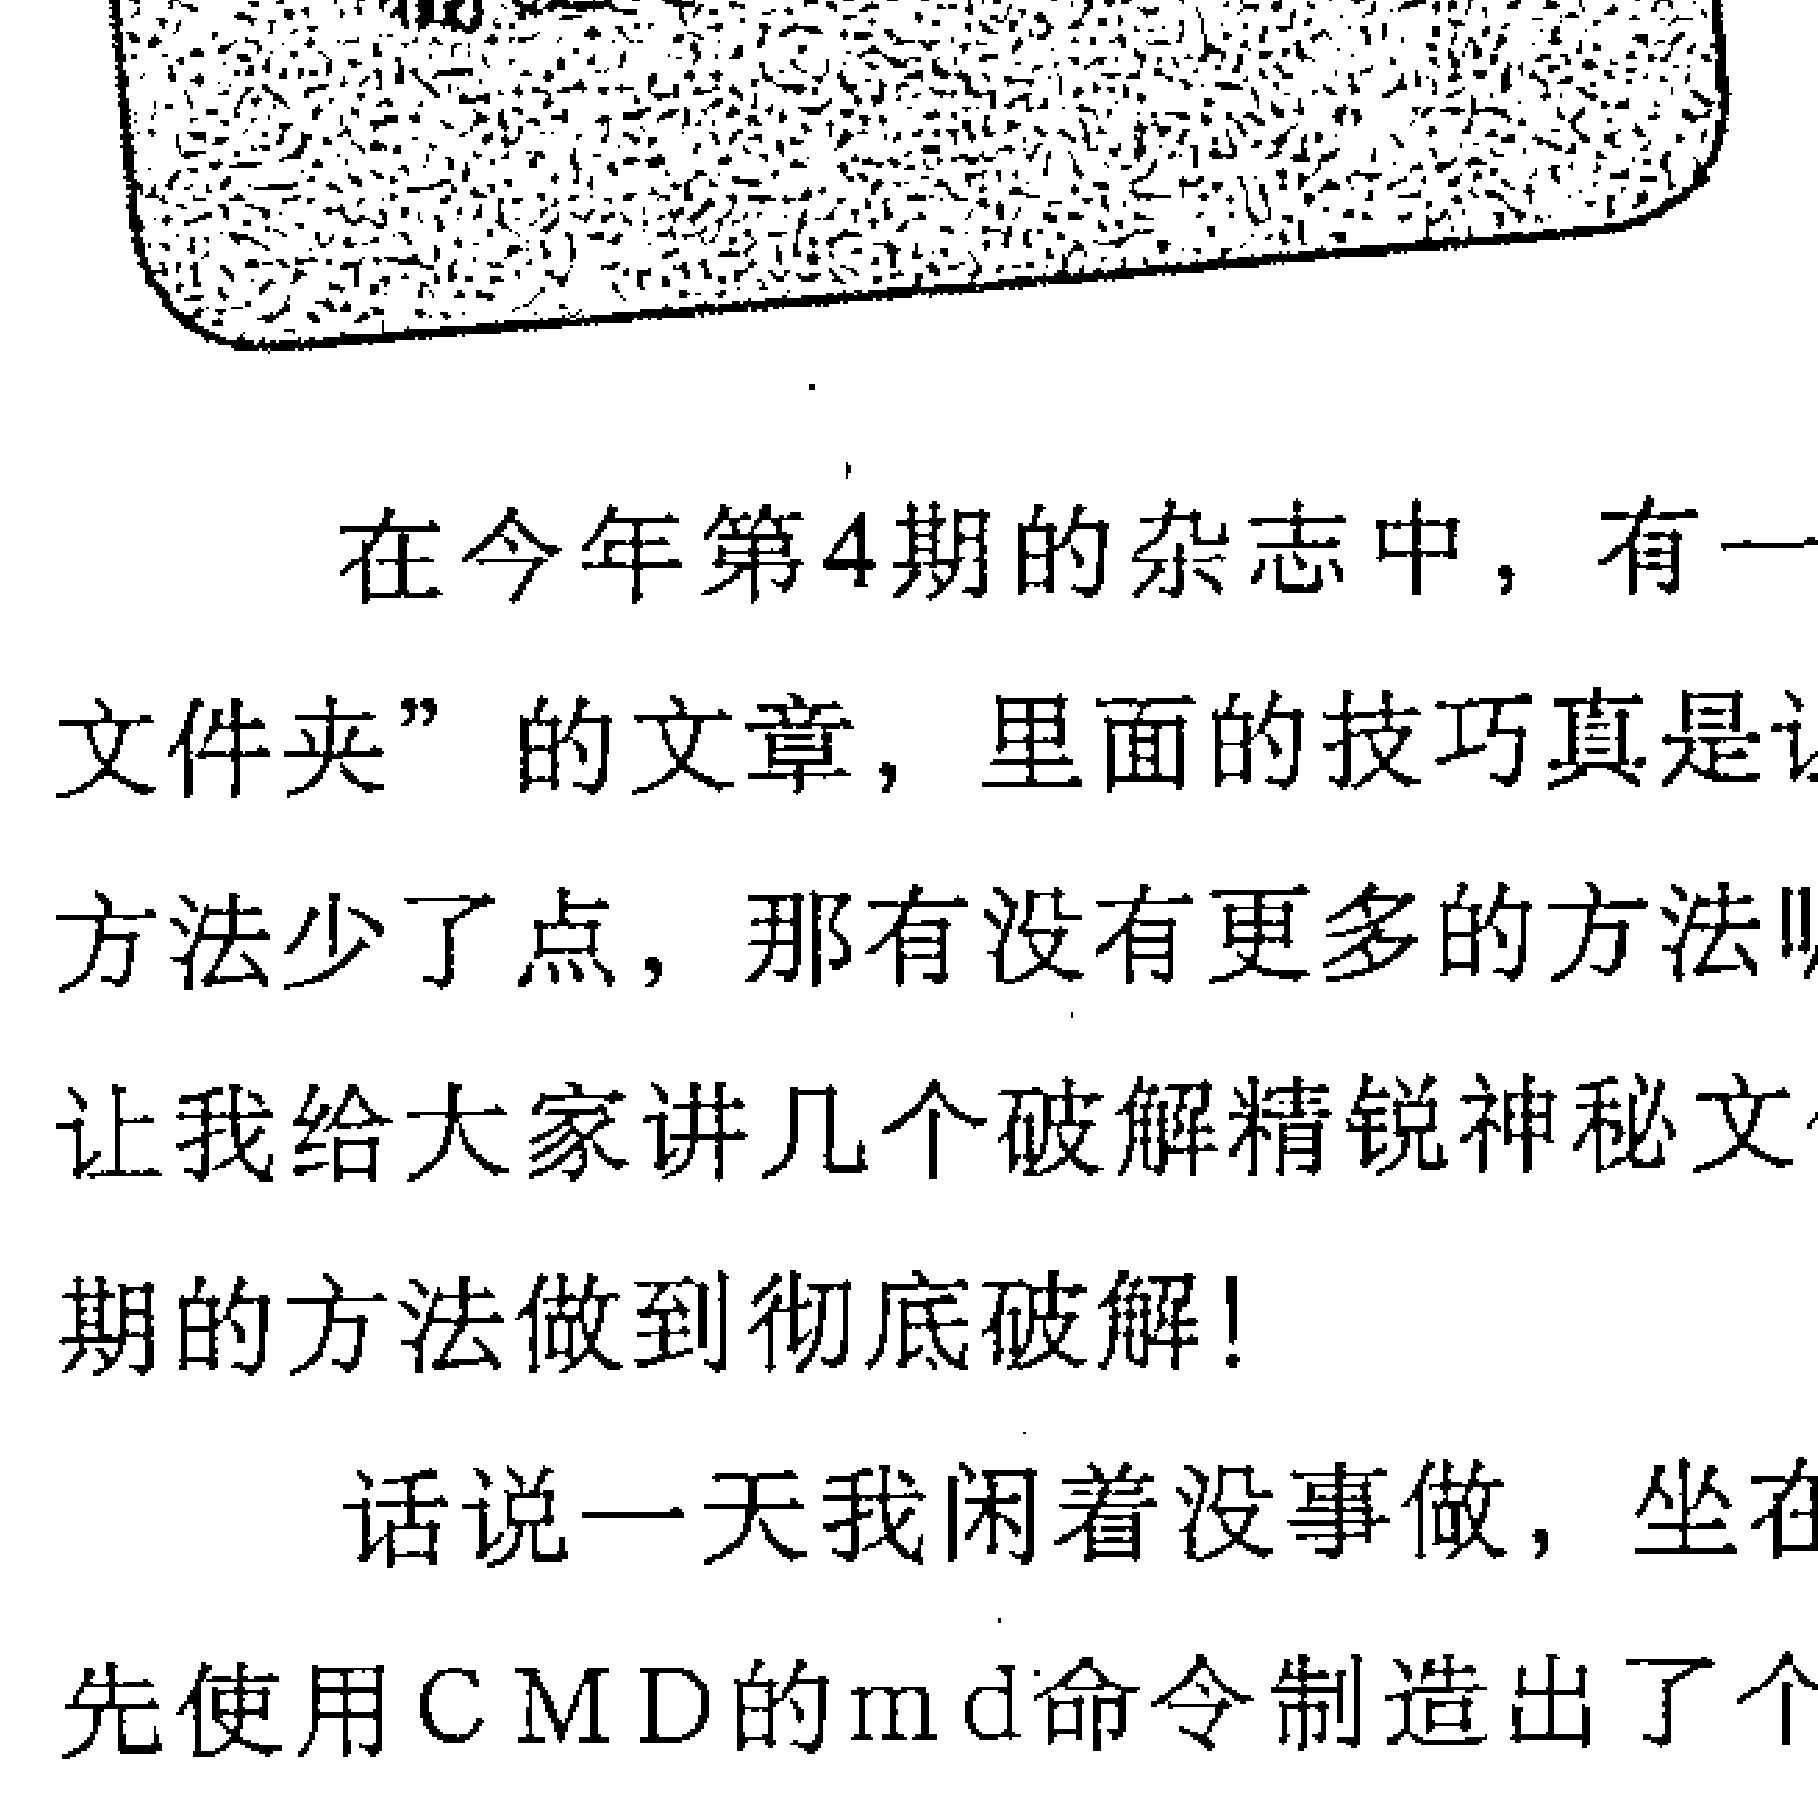 在今年第4期的杂志中，有一
文件夹”的文章，里面的技巧真是
方法少了点，那有没有更多的方法
让我给大家讲几个破解精锐神秘文
期的方法做到彻底破解！
话说一天我闲着没事做，坐在
先使用CMD的md命令制造出了个